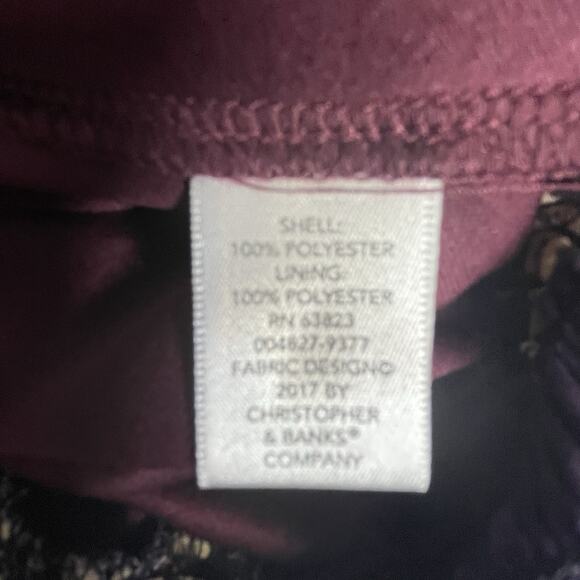 SHELL:
100% POLYESTER
LINING:
100% POLYESTER
RN 63823
004827-9377
FABRIC DESIGN©
2017 BY
CHRISTOPHER
& BANKS®
COMPANY